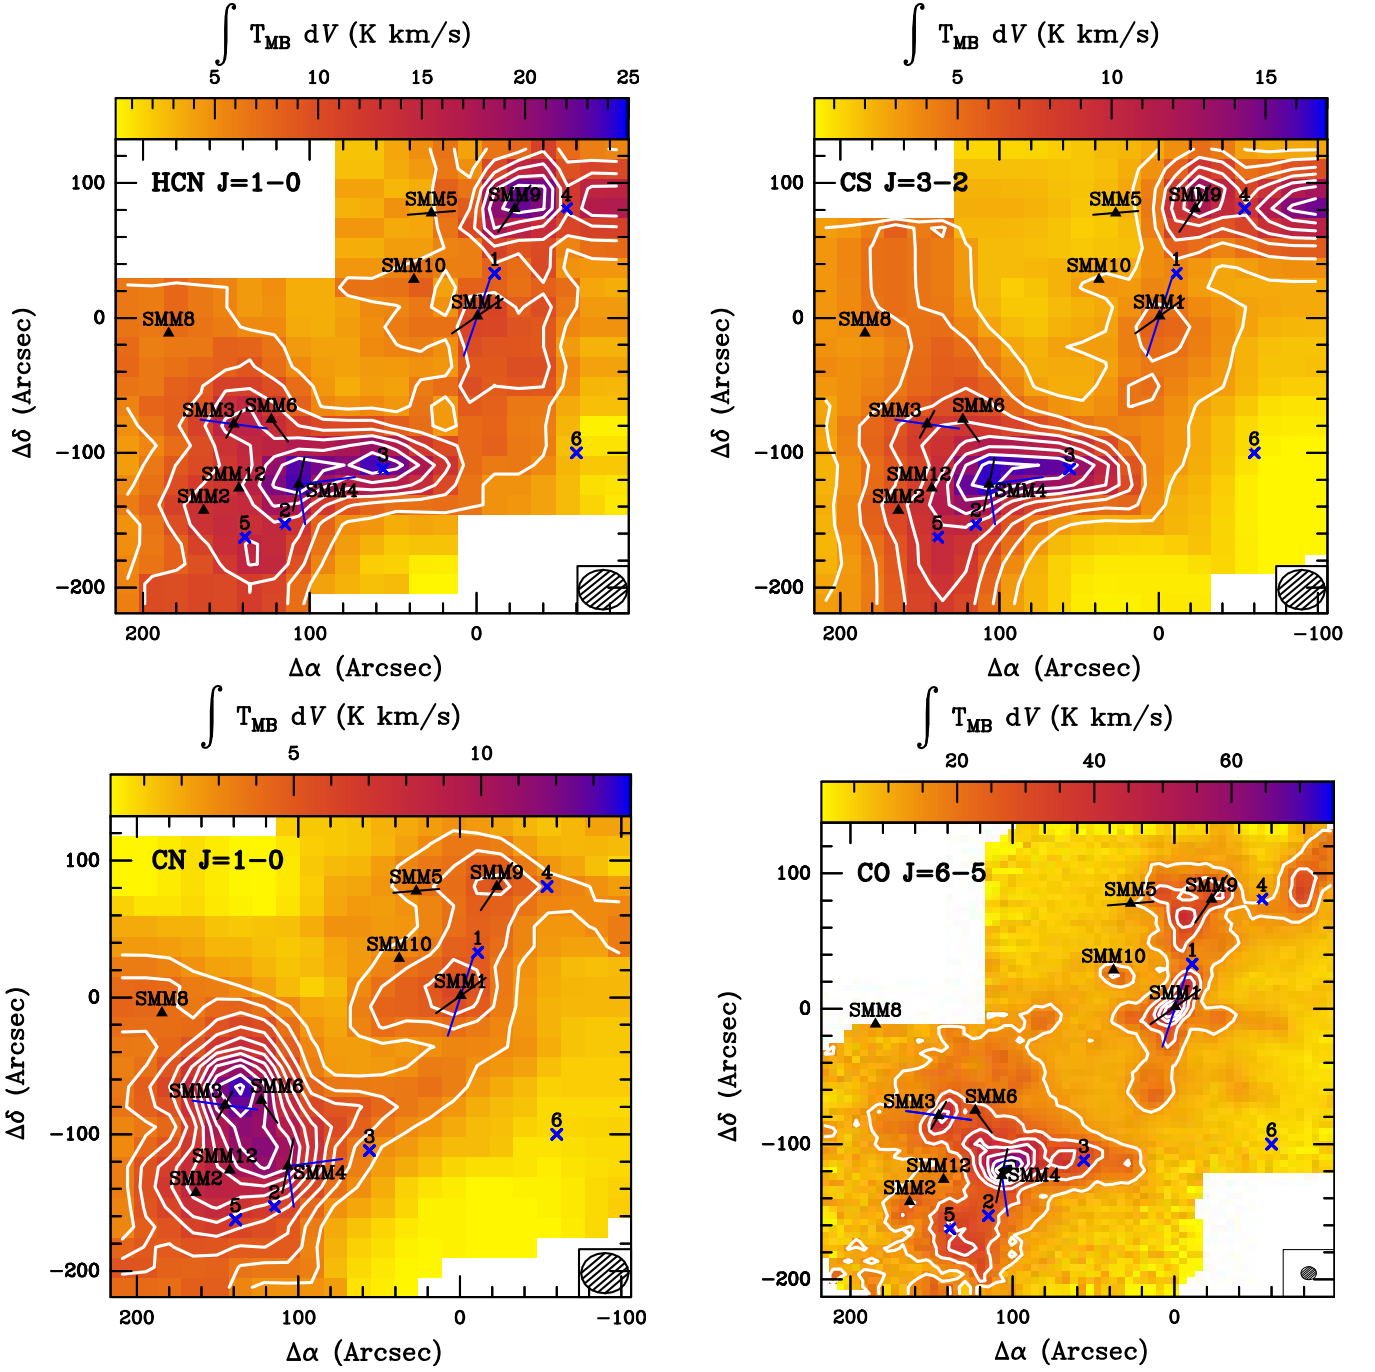 ∫ T_MB dV (K km/s)
5 10 15 20 25
HCN J=1-0
SMM5 SMM9 4
SMM10 1
SMM1
SMM8
SMM3 SMM6
6
3
SMM12 SMM4
SMM2
5 2
100
0
-100
-200
200 100 0
Δδ (Arcsec)
Δα (Arcsec)
∫ T_MB dV (K km/s)
5 10 15
CS J=3-2
SMM5 SMM9 4
SMM10 1
SMM1
SMM8
SMM3 SMM6
6
3
SMM12 SMM4
SMM2
5 2
100
0
-100
-200
200 100 0 -100
Δδ (Arcsec)
Δα (Arcsec)
∫ T_MB dV (K km/s)
5 10
CN J=1-0
SMM5 SMM9 4
SMM10 1
SMM1
SMM8
SMM3 SMM6
6
3
SMM12 SMM4
SMM2
5 2
100
0
-100
-200
200 100 0 -100
Δδ (Arcsec)
Δα (Arcsec)
∫ T_MB dV (K km/s)
20 40 60
CO J=6-5
SMM5 SMM9 4
SMM10 1
SMM1
SMM8
SMM3 SMM6
6
3
SMM12 SMM4
SMM2
5 2
100
0
-100
-200
200 100 0
Δδ (Arcsec)
Δα (Arcsec)